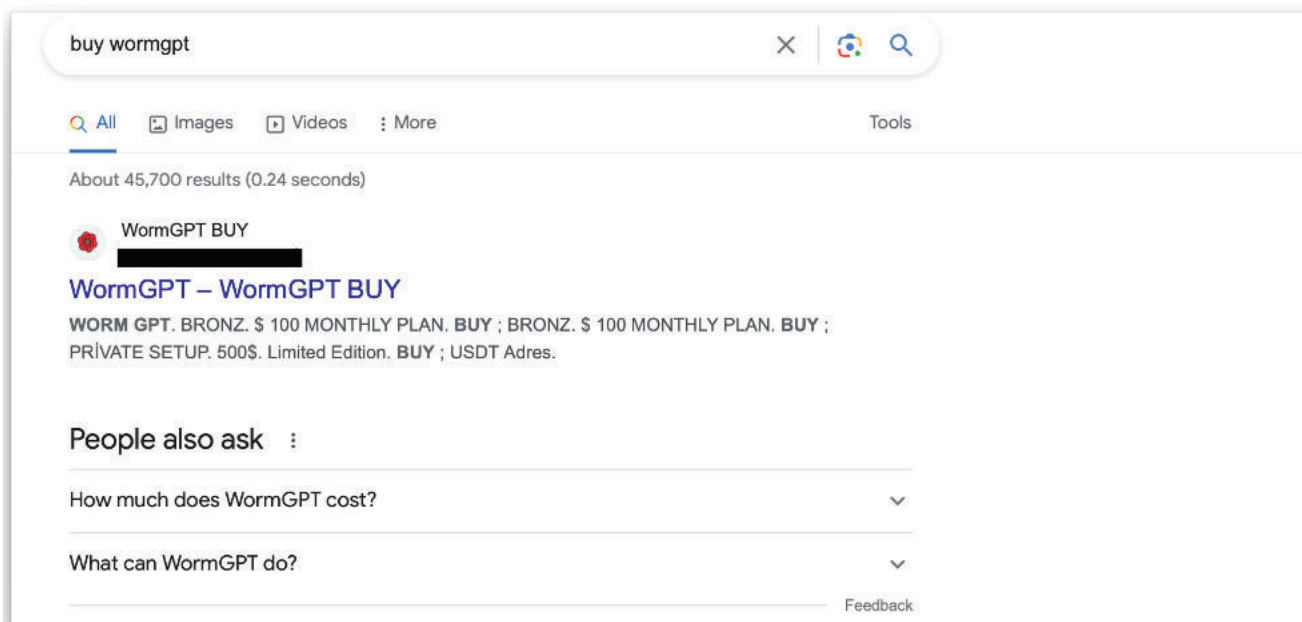 buy wormgpt
All Images Videos More Tools
About 45,700 results (0.24 seconds)
WormGPT BUY
WormGPT – WormGPT BUY
WORM GPT. BRONZ. $ 100 MONTHLY PLAN. BUY ; BRONZ. $ 100 MONTHLY PLAN. BUY ;
PRİVATE SETUP. 500$. Limited Edition. BUY ; USDT Adres.
People also ask
How much does WormGPT cost?
What can WormGPT do?
Feedback